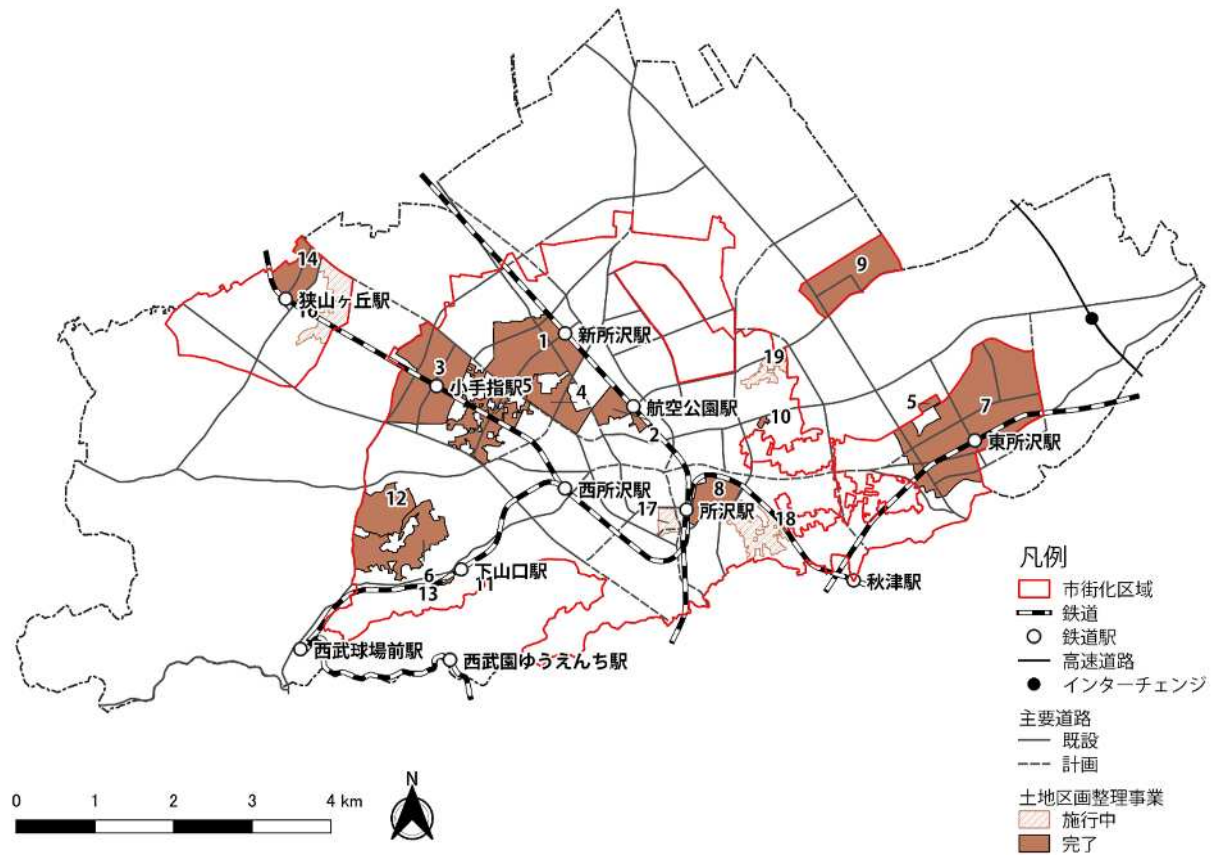 9
14
狭山ヶ丘駅
16
1
新所沢駅
3
小手指駅
5
4
19
航空公園駅
2
10
5
7
東所沢駅
12
西所沢駅
8
17
所沢駅
18
6
下山口駅
13
11
秋津駅
西武球場前駅
西武園ゆうえんち駅
凡例
市街化区域
鉄道
鉄道駅
高速道路
インターチェンジ
主要道路
既設
計画
土地区画整理事業
施行中
完了
0 1 2 3 4 km
N